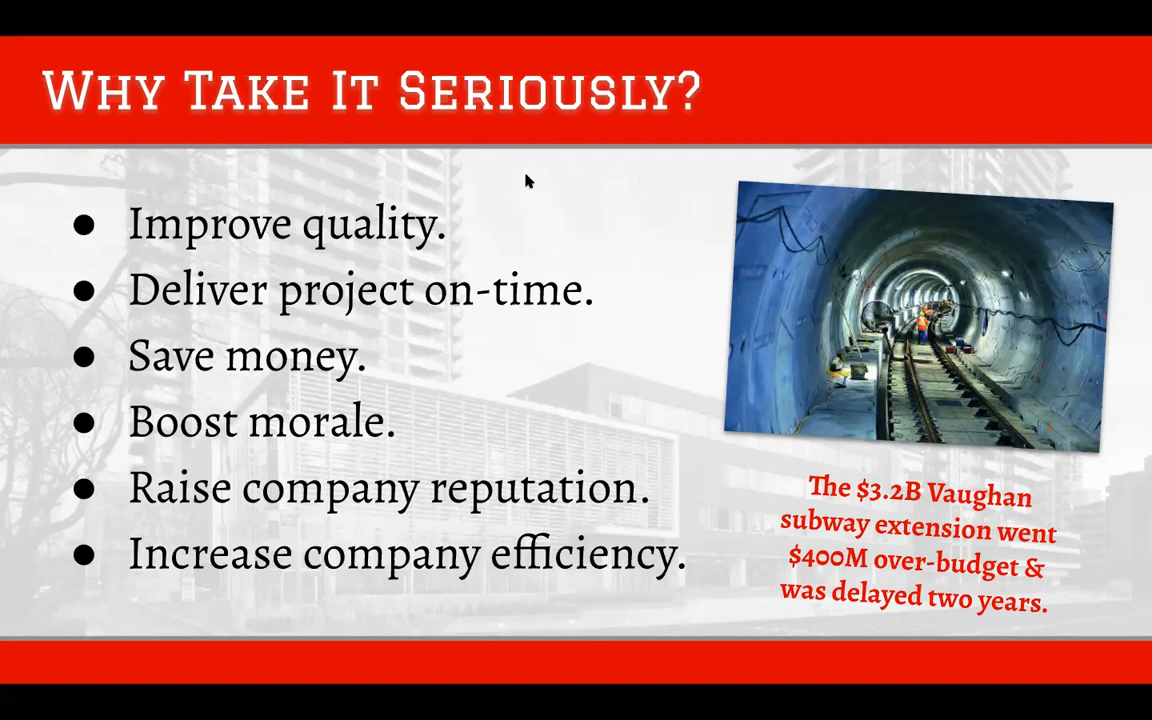 Why Take It Seriously?
● Improve quality.
● Deliver project on-time.
● Save money.
● Boost morale.
● Raise company reputation.
● Increase company efficiency.
The $3.2B Vaughan
subway extension went
$400M over-budget &
was delayed two years.